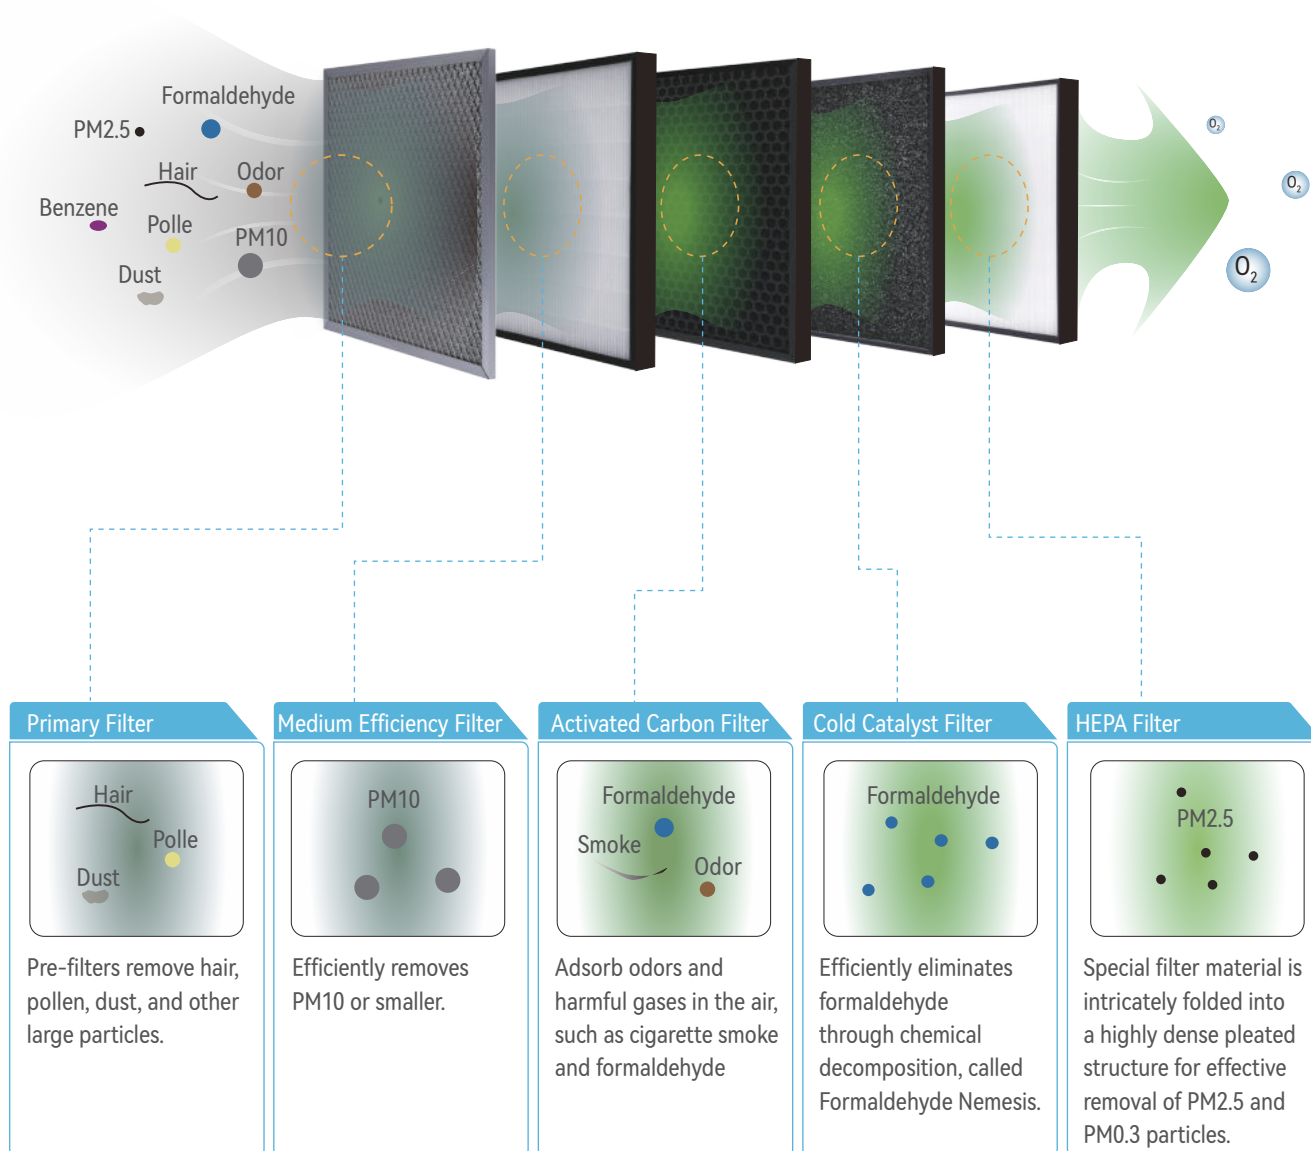 Formaldehyde
PM2.5
Hair
Odor
Benzene
Polle
PM10
Dust
O2
O2
O2
Primary Filter
Hair
Polle
Dust
Pre-filters remove hair,
pollen, dust, and other
large particles.
Medium Efficiency Filter
PM10
Efficiently removes
PM10 or smaller.
Activated Carbon Filter
Formaldehyde
Smoke
Odor
Adsorb odors and
harmful gases in the air,
such as cigarette smoke
and formaldehyde
Cold Catalyst Filter
Formaldehyde
Efficiently eliminates
formaldehyde
through chemical
decomposition, called
Formaldehyde Nemesis.
HEPA Filter
PM2.5
Special filter material is
intricately folded into
a highly dense pleated
structure for effective
removal of PM2.5 and
PM0.3 particles.